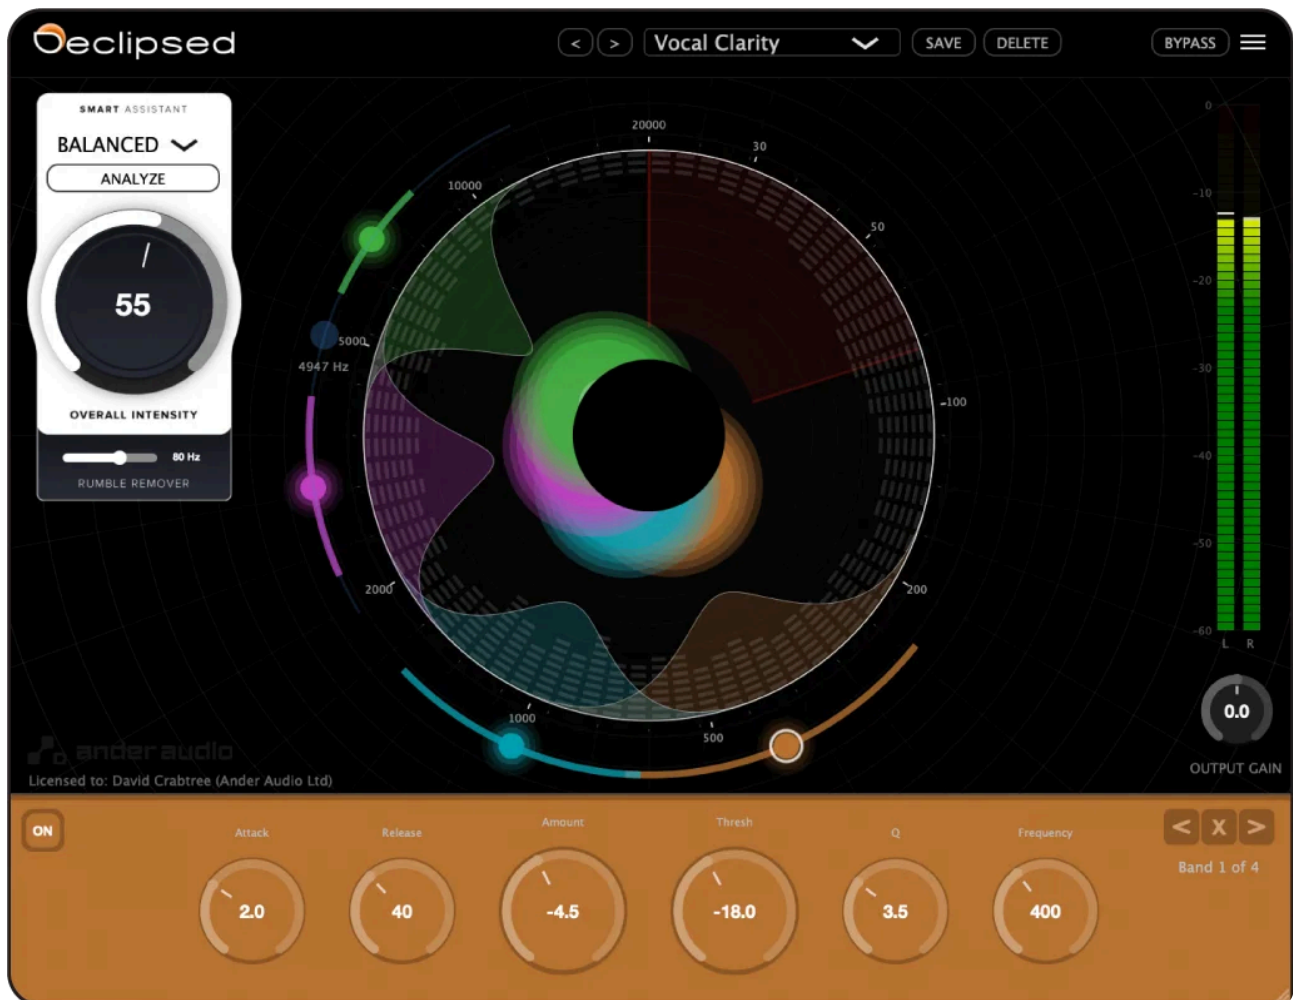 eclipsed
<
>
Vocal Clarity
SAVE
DELETE
BYPASS
SMART ASSISTANT
BALANCED
ANALYZE
55
OVERALL INTENSITY
80 Hz
RUMBLE REMOVER
20000
30
50
100
200
500
1000
2000
5000
4947 Hz
10000
0
-10
-20
-30
-40
-50
-60
L R
0.0
OUTPUT GAIN
ander audio
Licensed to: David Crabtree (Ander Audio Ltd)
ON
Attack
2.0
Release
40
Amount
-4.5
Thresh
-18.0
Q
3.5
Frequency
400
< X >
Band 1 of 4